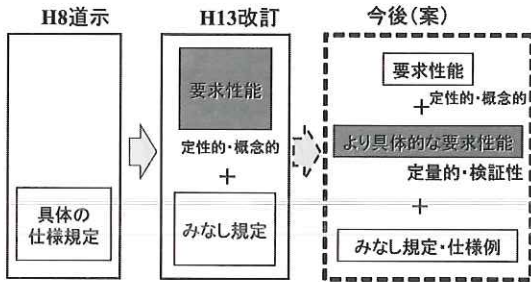 H8道示
具体の
仕様規定
H13改訂
要求性能
定性的・概念的
+
みなし規定
今後(案)
要求性能
+定性的・概念的
より具体的な要求性能
定量的・検証性
+
みなし規定・仕様例